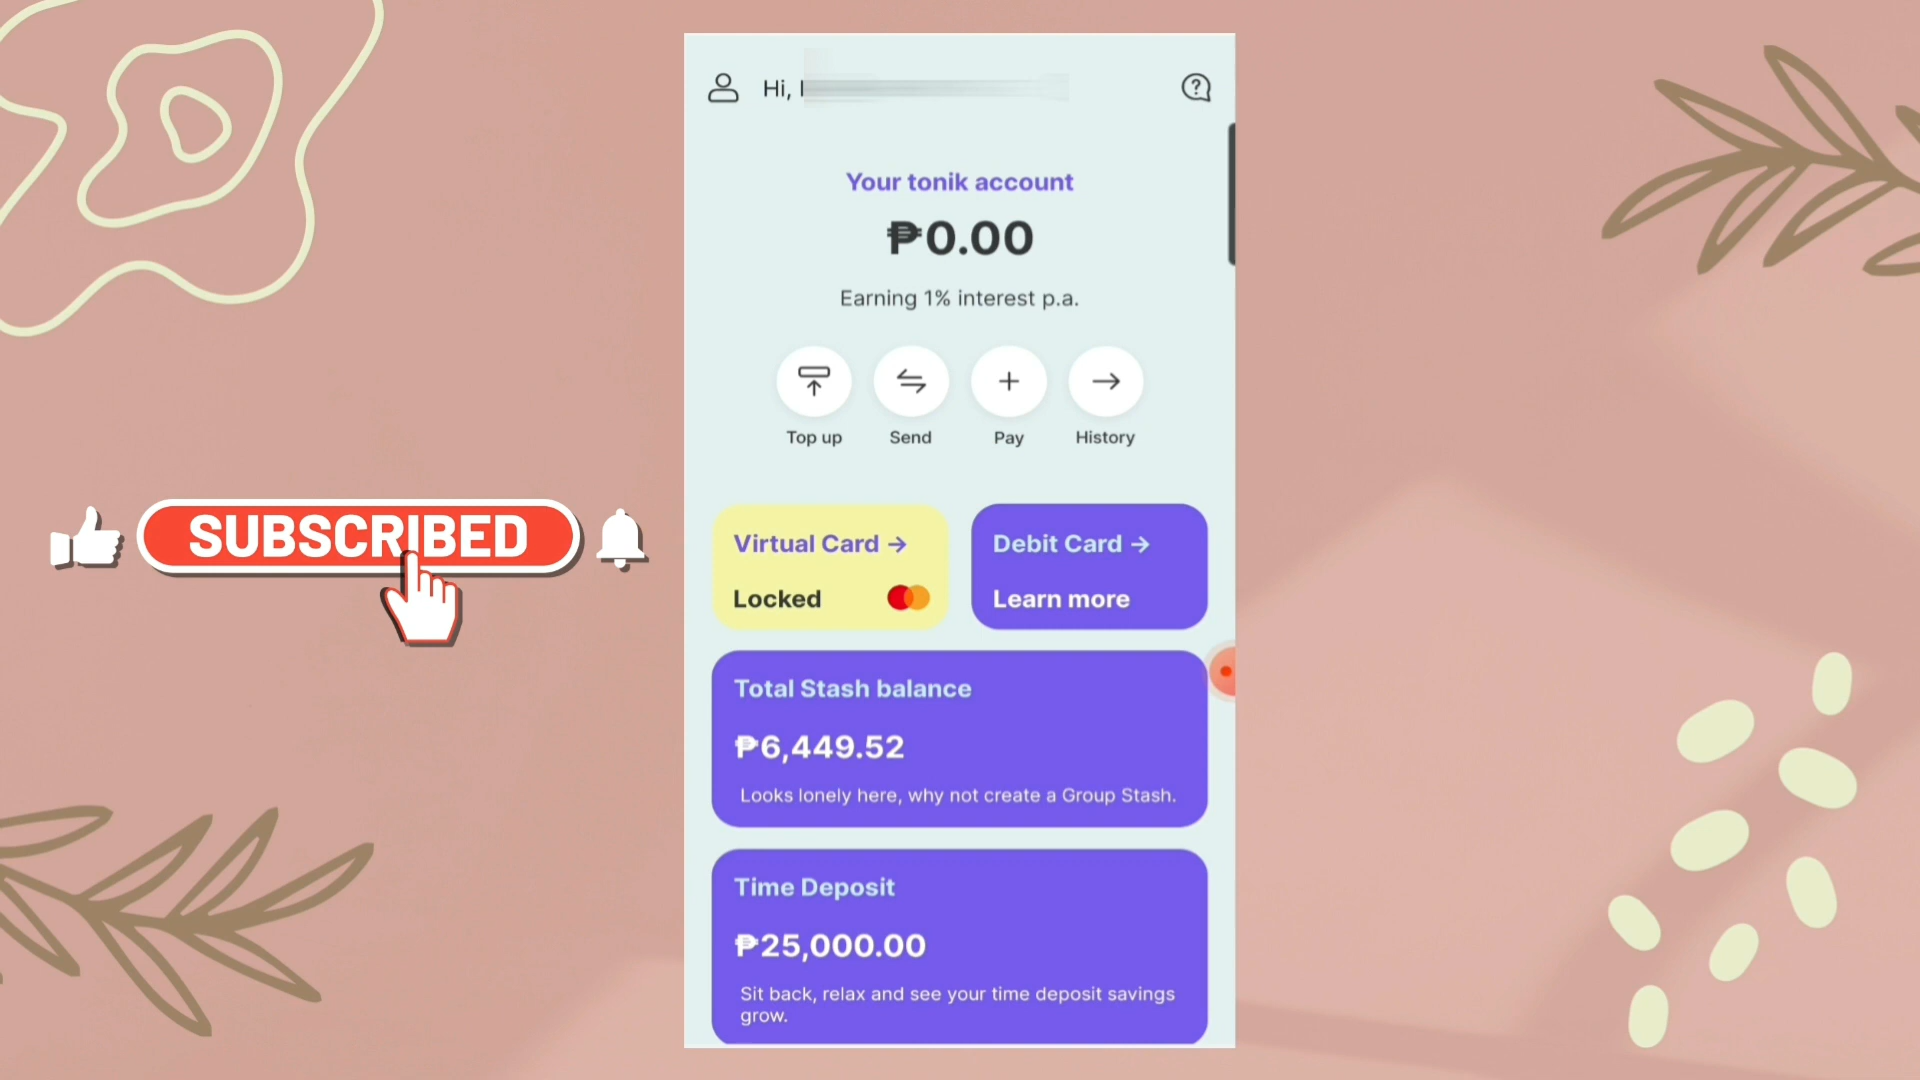 Hi,
Your tonik account
₱0.00
Earning 1% interest p.a.
Top up
Send
Pay
History
Virtual Card →
Locked
Debit Card →
Learn more
SUBSCRIBED
Total Stash balance
₱6,449.52
Looks lonely here, why not create a Group Stash.
Time Deposit
₱25,000.00
Sit back, relax and see your time deposit savings
grow.